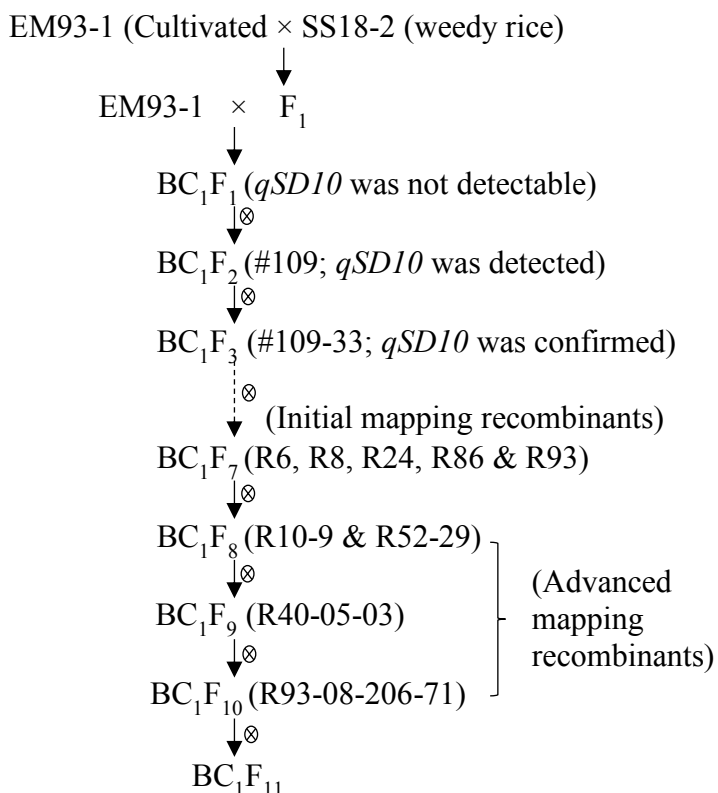 EM93-1 (Cultivated × SS18-2 (weedy rice)
EM93-1 × F₁
BC₁F₁ (qSD10 was not detectable)
⊗
BC₁F₂ (#109; qSD10 was detected)
⊗
BC₁F₃ (#109-33; qSD10 was confirmed)
⊗
(Initial mapping recombinants)
BC₁F₇ (R6, R8, R24, R86 & R93)
⊗
BC₁F₈ (R10-9 & R52-29)
⊗
(Advanced
mapping
recombinants)
BC₁F₉ (R40-05-03)
⊗
BC₁F₁₀ (R93-08-206-71)
⊗
BC₁F₁₁